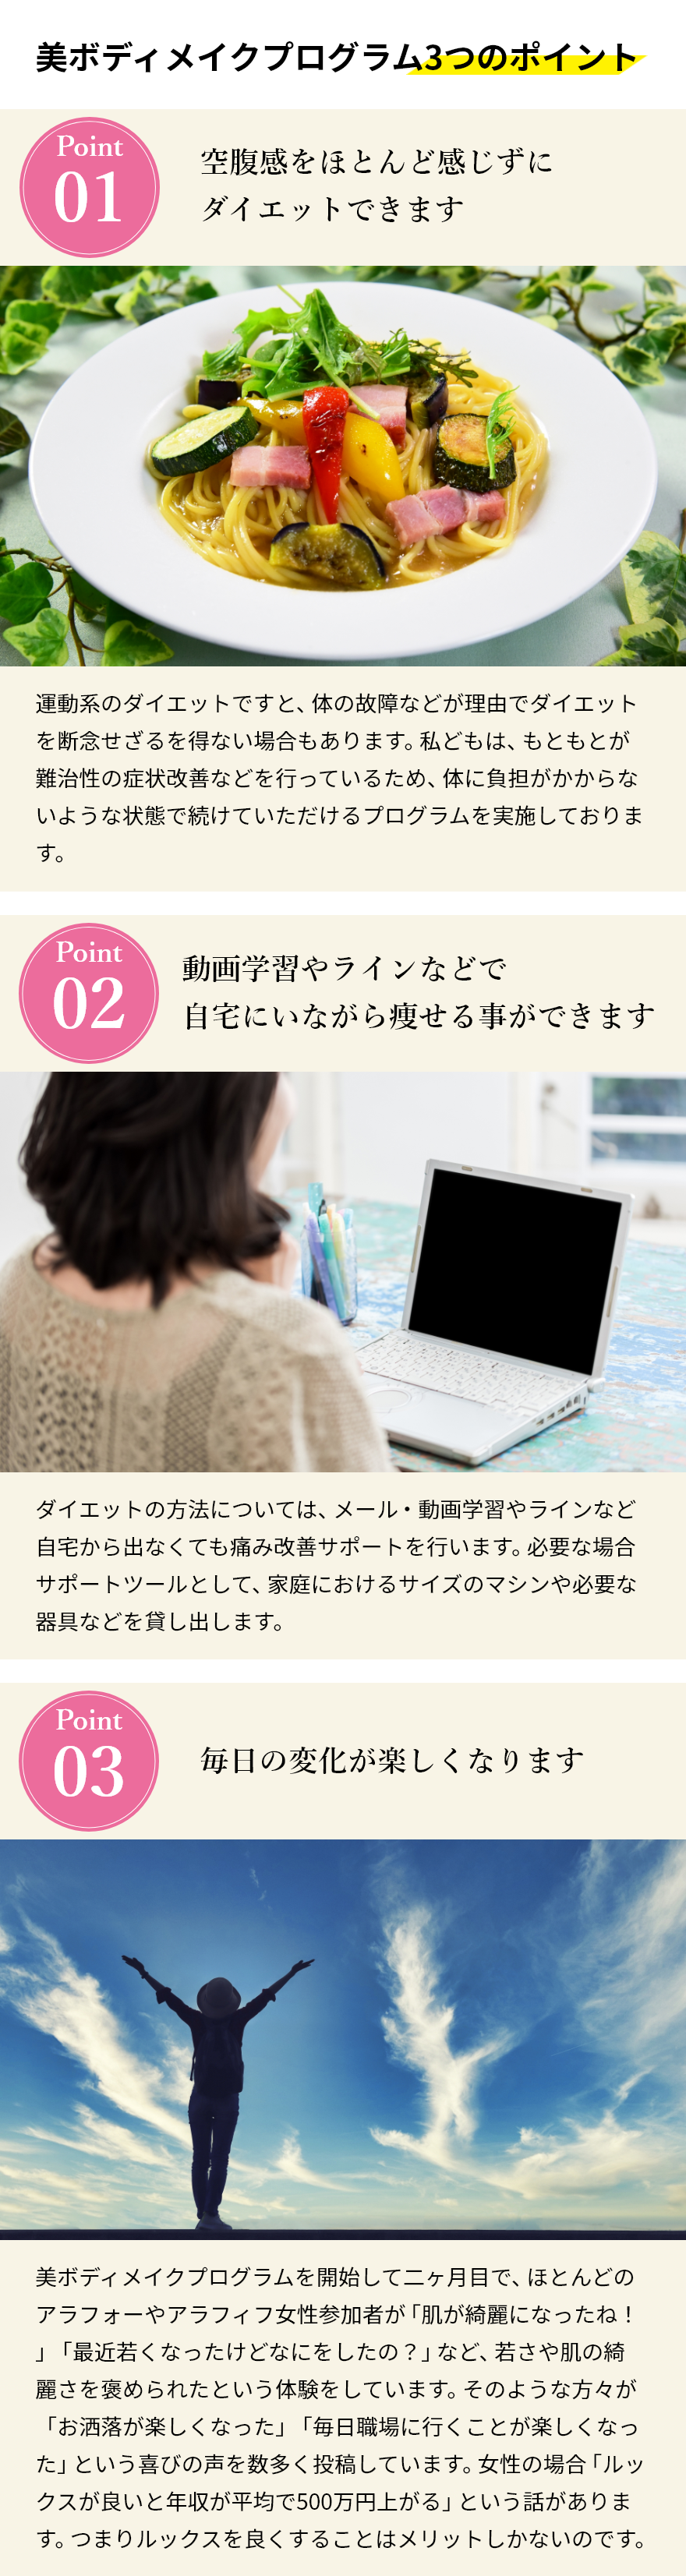 美ボディメイクプログラム3つのポイント
Point
01
空腹感をほとんど感じずに
ダイエットできます
運動系のダイエットですと、体の故障などが理由でダイエット
を断念せざるを得ない場合もあります。私どもは、もともとが
難治性の症状改善などを行っているため、体に負担がかからな
いような状態で続けていただけるプログラムを実施しておりま
す。
Point
02
動画学習やラインなどで
自宅にいながら痩せる事ができます
ダイエットの方法については、メール・動画学習やラインなど
自宅から出なくても痛み改善サポートを行います。必要な場合
サポートツールとして、家庭におけるサイズのマシンや必要な
器具などを貸し出します。
Point
03
毎日の変化が楽しくなります
美ボディメイクプログラムを開始して二ヶ月目で、ほとんどの
アラフォーやアラフィフ女性参加者が「肌が綺麗になったね！
」「最近若くなったけどなにをしたの？」など、若さや肌の綺
麗さを褒められたという体験をしています。そのような方々が
「お洒落が楽しくなった」「毎日職場に行くことが楽しくなっ
た」という喜びの声を数多く投稿しています。女性の場合「ルッ
クスが良いと年収が平均で500万円上がる」という話がありま
す。つまりルックスを良くすることはメリットしかないのです。